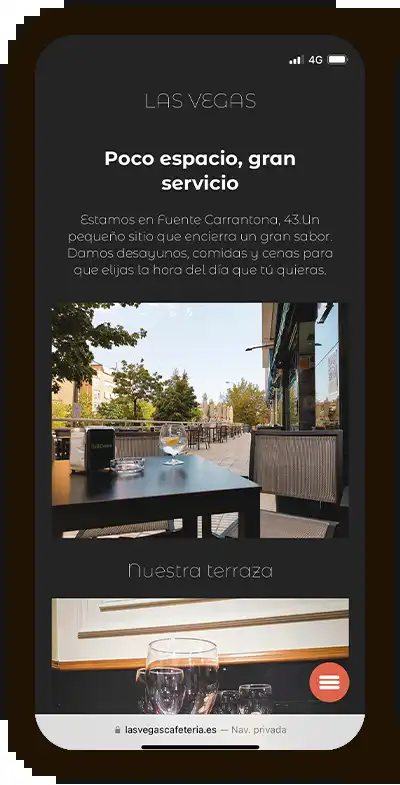 4G
LAS VEGAS
Poco espacio, gran
servicio
Estamos en Fuente Carrantona, 43.Un
pequeño sitio que encierra un gran sabor.
Damos desayunos, comidas y cenas para
que elijas la hora del día que tú quieras.
Nuestra terraza
lasvegascafeteria.es — Nav. privada